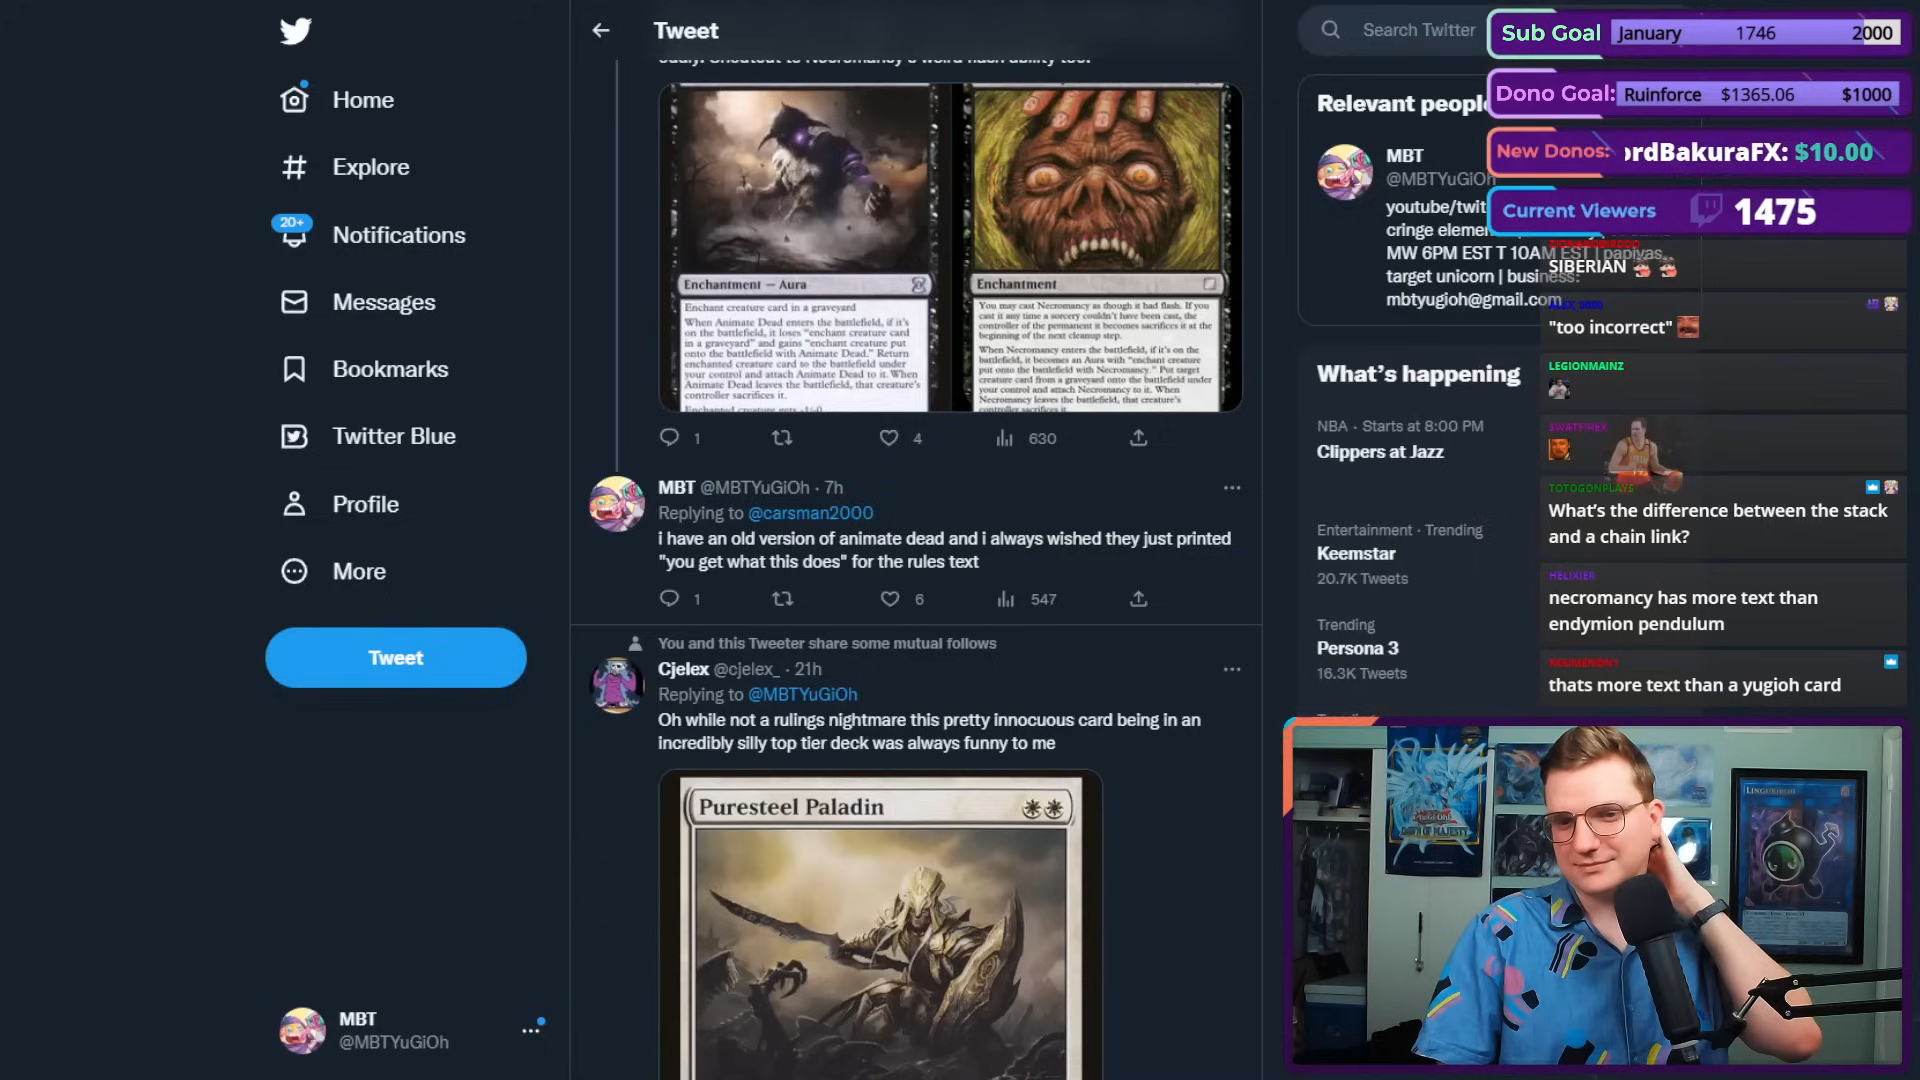 Home
Explore
20+
Notifications
Messages
Bookmarks
Twitter Blue
Profile
More
Tweet
MBT
@MBTYuGiOh
Tweet
Enchantment — Aura
Enchant creature card in a graveyard
When Animate Dead enters the battlefield, if it's
on the battlefield, it loses "enchant creature card
in a graveyard" and gains "enchant creature put
onto the battlefield with Animate Dead." Return
enchanted creature card to the battlefield under
your control and attach Animate Dead to it. When
Animate Dead leaves the battlefield, that creature's
controller sacrifices it.
Enchantment
You may cast Necromancy as though it had flash. If you
cast it any time a sorcery couldn't have been cast, the
controller of the permanent it becomes sacrifices it at the
beginning of the next cleanup step.
When Necromancy enters the battlefield, if it's on the
battlefield, it becomes an Aura with "enchant creature
put onto the battlefield with Necromancy." Put target
creature card from a graveyard onto the battlefield under
your control and attach Necromancy to it. When
Necromancy leaves the battlefield, that creature's
controller sacrifices it.
1
4
630
MBT @MBTYuGiOh · 7h
Replying to @carsman2000
i have an old version of animate dead and i always wished they just printed
"you get what this does" for the rules text
1
6
547
You and this Tweeter share some mutual follows
Cjelex @cjelex_ · 21h
Replying to @MBTYuGiOh
Oh while not a rulings nightmare this pretty innocuous card being in an
incredibly silly top tier deck was always funny to me
Puresteel Paladin
Search Twitter
Relevant people
MBT
@MBTYuGiOh
youtube/twit
cringe elemen
MW 6PM EST T 10AM EST | papiyas,
target unicorn | business:
mbtyugioh@gmail.com
What's happening
NBA · Starts at 8:00 PM
Clippers at Jazz
Entertainment · Trending
Keemstar
20.7K Tweets
Trending
Persona 3
16.3K Tweets
Sub Goal
January
1746
2000
Dono Goal:
Ruinforce
$1365.06
$1000
New Donos:
ordBakuraFX: $10.00
Current Viewers
1475
SIBERIAN
"too incorrect"
LEGIONMAINZ
SWATFIREX
TOTOGONPLAYS
What's the difference between the stack
and a chain link?
HELIXIER
necromancy has more text than
endymion pendulum
thats more text than a yugioh card
Yu-Gi-Oh!
DAWN OF MAJESTY
LINGURIBOH